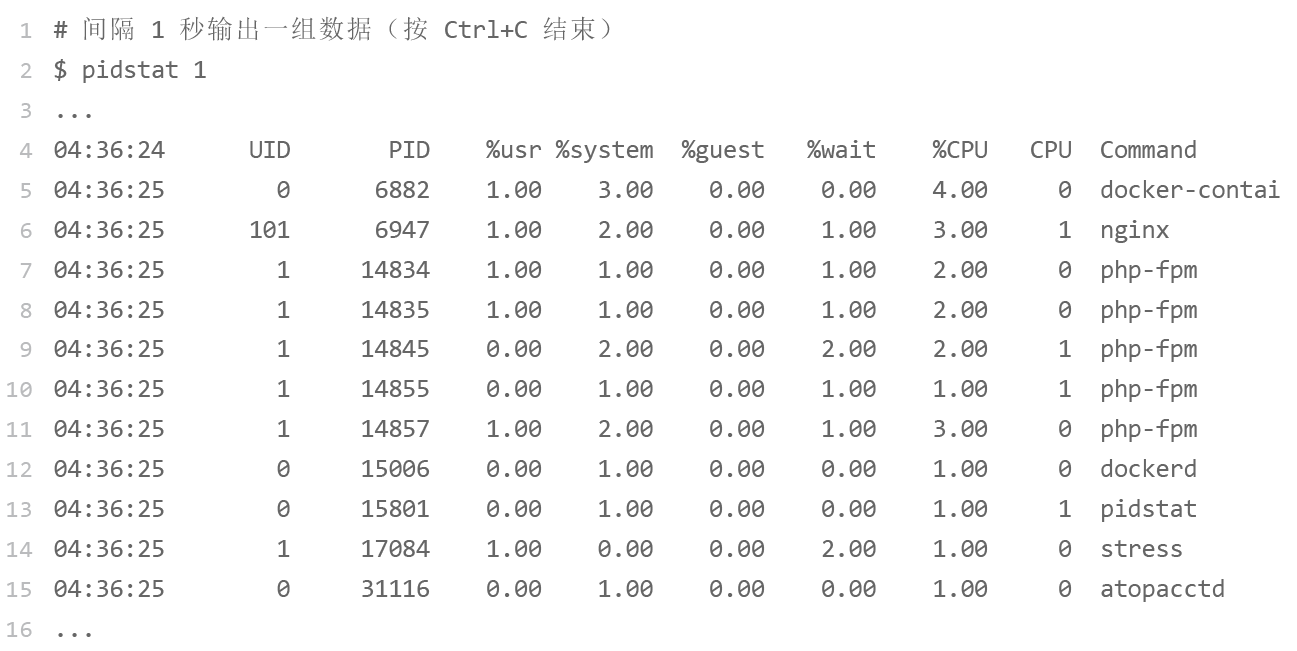 1 # 间隔 1 秒输出一组数据（按 Ctrl+C 结束）
2 $ pidstat 1
3 ...
4 04:36:24      UID       PID    %usr %system  %guest   %wait    %CPU   CPU  Command
5 04:36:25        0      6882    1.00    3.00    0.00    0.00    4.00     0  docker-contai
6 04:36:25      101      6947    1.00    2.00    0.00    1.00    3.00     1  nginx
7 04:36:25        1     14834    1.00    1.00    0.00    1.00    2.00     0  php-fpm
8 04:36:25        1     14835    1.00    1.00    0.00    1.00    2.00     0  php-fpm
9 04:36:25        1     14845    0.00    2.00    0.00    2.00    2.00     1  php-fpm
10 04:36:25        1     14855    0.00    1.00    0.00    1.00    1.00     1  php-fpm
11 04:36:25        1     14857    1.00    2.00    0.00    1.00    3.00     0  php-fpm
12 04:36:25        0     15006    0.00    1.00    0.00    0.00    1.00     0  dockerd
13 04:36:25        0     15801    0.00    1.00    0.00    0.00    1.00     1  pidstat
14 04:36:25        1     17084    1.00    0.00    0.00    2.00    1.00     0  stress
15 04:36:25        0     31116    0.00    1.00    0.00    0.00    1.00     0  atopacctd
16 ...